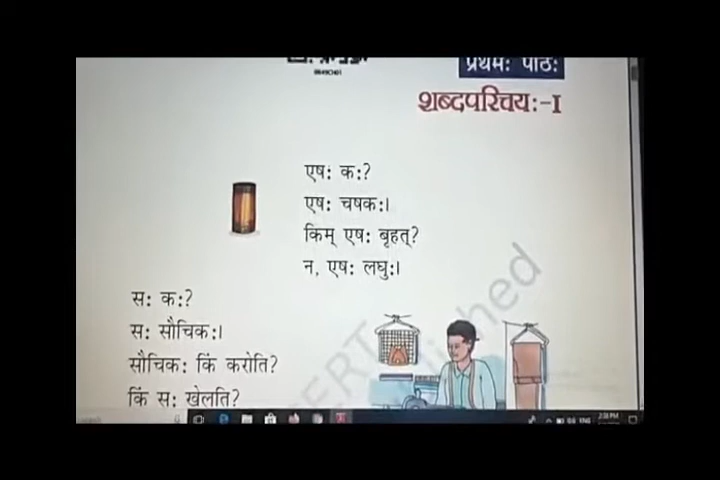 प्रथमः पाठः
शब्दपरिचयः-I
एषः कः?
एषः चषकः।
किम् एषः बृहत्?
न, एषः लघुः।
सः कः?
सः सौचिकः।
सौचिकः किं करोति?
किं सः खेलति?